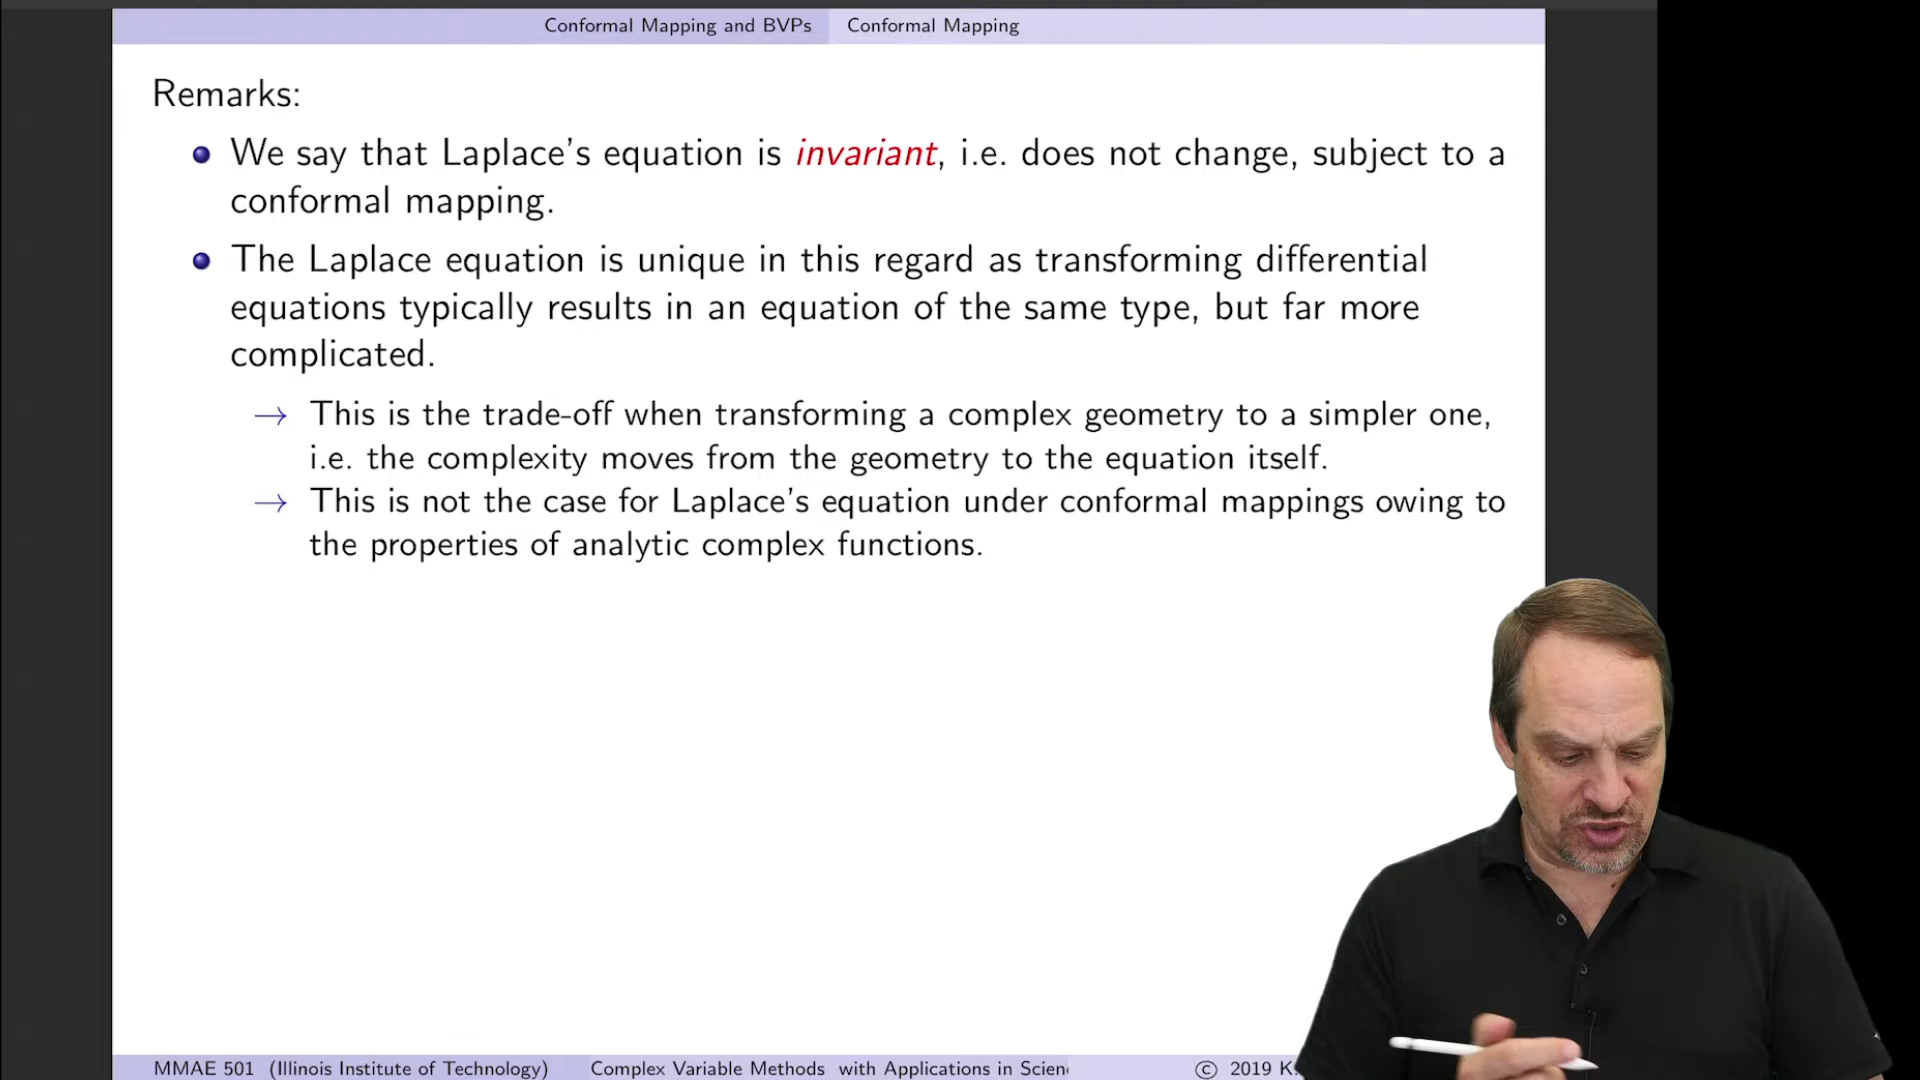 Conformal Mapping and BVPs Conformal Mapping
Remarks:
We say that Laplace's equation is invariant, i.e. does not change, subject to a
conformal mapping.
The Laplace equation is unique in this regard as transforming differential
equations typically results in an equation of the same type, but far more
complicated.
→ This is the trade-off when transforming a complex geometry to a simpler one,
i.e. the complexity moves from the geometry to the equation itself.
→ This is not the case for Laplace's equation under conformal mappings owing to
the properties of analytic complex functions.
MMAE 501 (Illinois Institute of Technology) Complex Variable Methods with Applications in Scien © 2019 K.